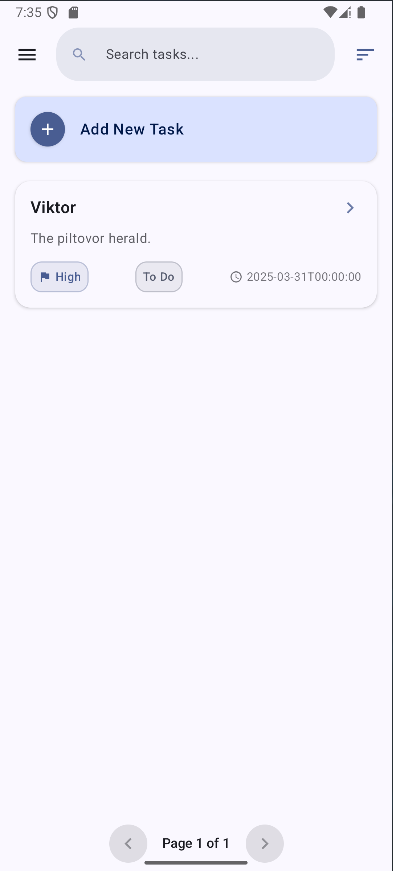 7:35
Search tasks...
Add New Task
Viktor
The piltovor herald.
High To Do 2025-03-31T00:00:00
Page 1 of 1